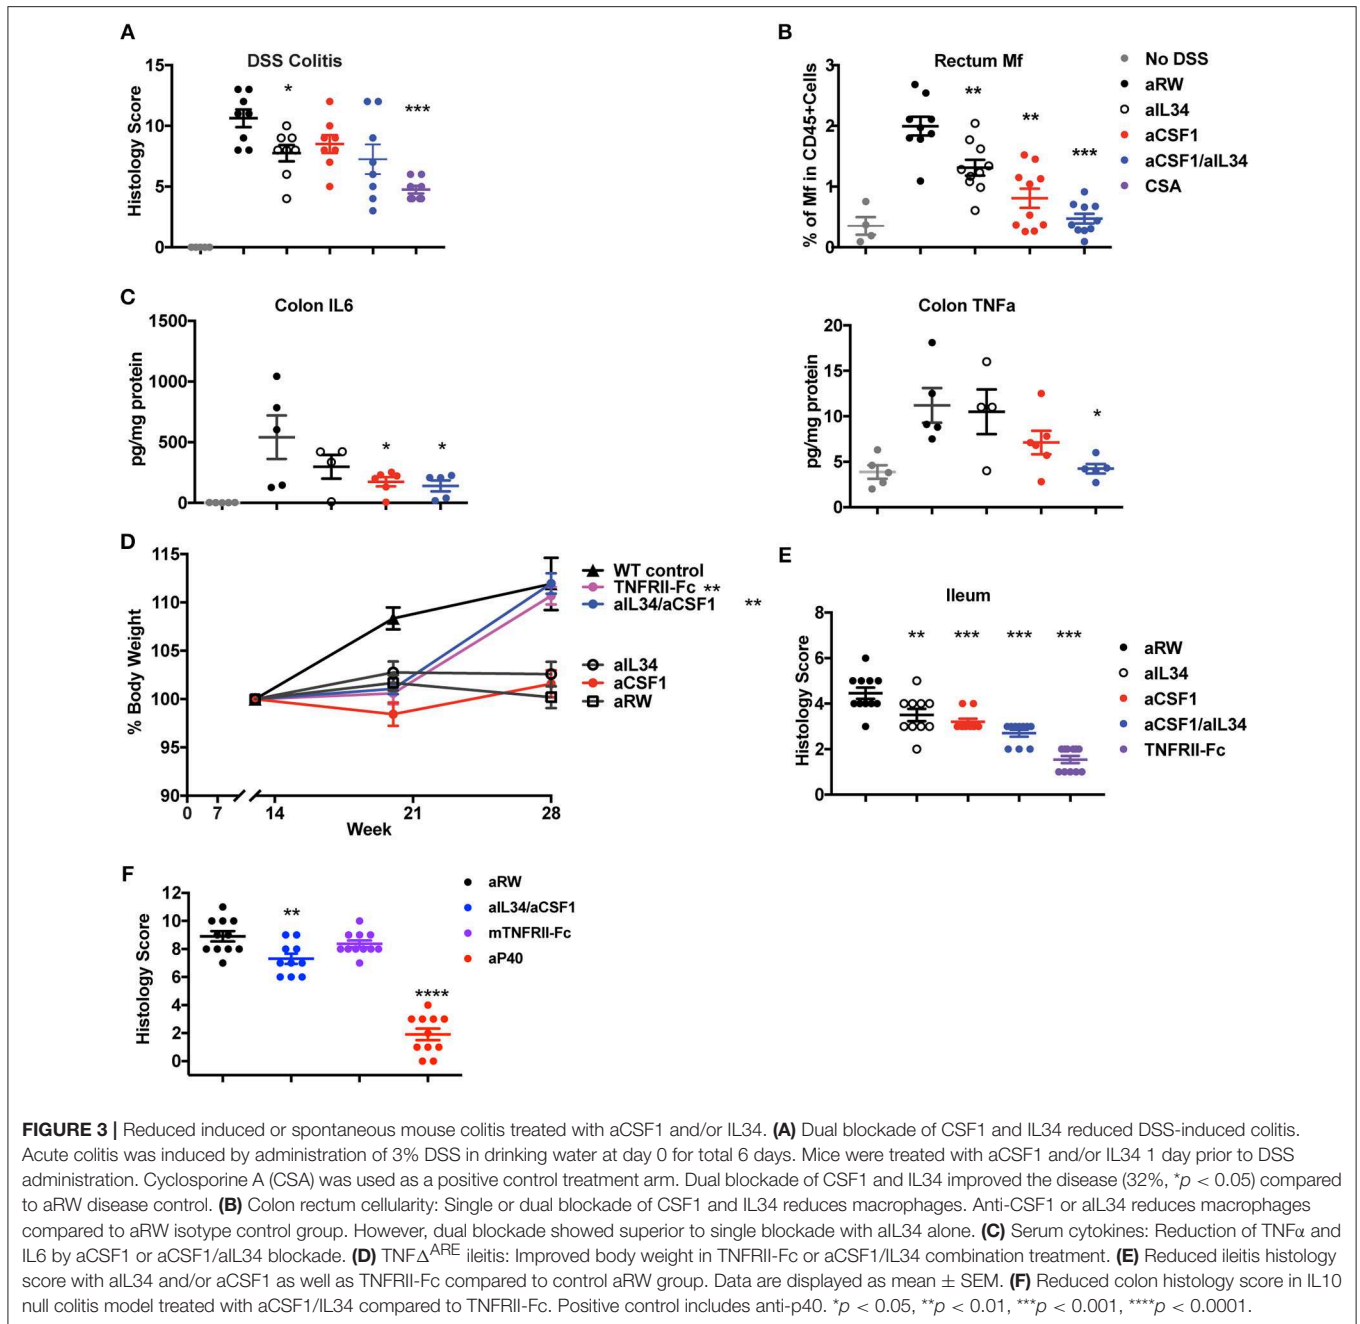 A
DSS Colitis
Histology Score
15
10
5
0
*
***
B
Rectum Mf
% of Mf in CD45+Cells
3
2
1
0
**
**
***
No DSS
aRW
aIL34
aCSF1
aCSF1/aIL34
CSA
C
Colon IL6
pg/mg protein
1500
1000
500
0
*
*
Colon TNFa
pg/mg protein
20
15
10
5
0
*
D
% Body Weight
115
110
105
100
95
90
0
7
14
21
28
Week
WT control
TNFRII-Fc **
aIL34/aCSF1 **
aIL34
aCSF1
aRW
E
Ileum
Histology Score
8
6
4
2
0
**
***
***
***
aRW
aIL34
aCSF1
aCSF1/aIL34
TNFRII-Fc
F
Histology Score
12
10
8
6
4
2
0
**
****
aRW
aIL34/aCSF1
mTNFRII-Fc
aP40
FIGURE 3 | Reduced induced or spontaneous mouse colitis treated with aCSF1 and/or IL34. (A) Dual blockade of CSF1 and IL34 reduced DSS-induced colitis.
Acute colitis was induced by administration of 3% DSS in drinking water at day 0 for total 6 days. Mice were treated with aCSF1 and/or IL34 1 day prior to DSS
administration. Cyclosporine A (CSA) was used as a positive control treatment arm. Dual blockade of CSF1 and IL34 improved the disease (32%, *p < 0.05) compared
to aRW disease control. (B) Colon rectum cellularity: Single or dual blockade of CSF1 and IL34 reduces macrophages. Anti-CSF1 or aIL34 reduces macrophages
compared to aRW isotype control group. However, dual blockade showed superior to single blockade with aIL34 alone. (C) Serum cytokines: Reduction of TNFα and
IL6 by aCSF1 or aCSF1/aIL34 blockade. (D) TNFΔARE ileitis: Improved body weight in TNFRII-Fc or aCSF1/IL34 combination treatment. (E) Reduced ileitis histology
score with aIL34 and/or aCSF1 as well as TNFRII-Fc compared to control aRW group. Data are displayed as mean ± SEM. (F) Reduced colon histology score in IL10
null colitis model treated with aCSF1/IL34 compared to TNFRII-Fc. Positive control includes anti-p40. *p < 0.05, **p < 0.01, ***p < 0.001, ****p < 0.0001.